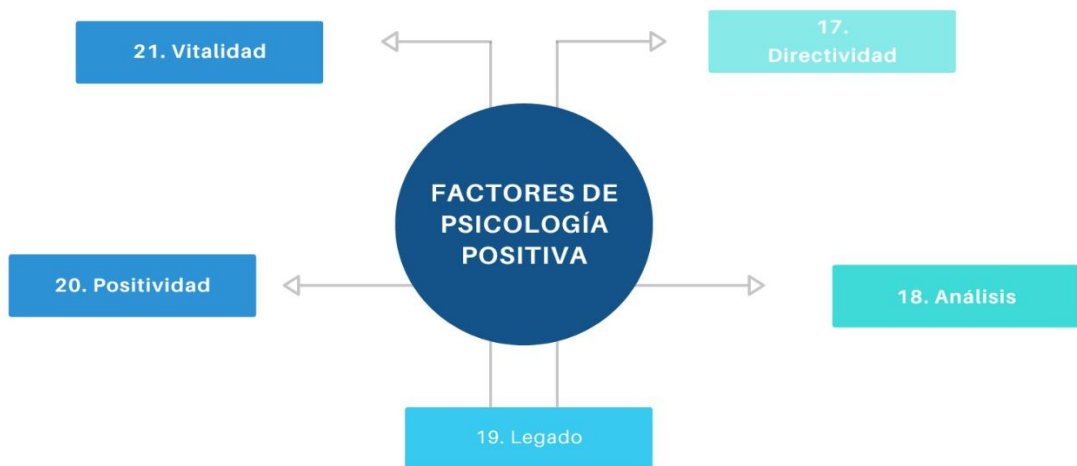 21. Vitalidad
17.
Directividad
FACTORES DE
PSICOLOGÍA
POSITIVA
20. Positividad
18. Análisis
19. Legado